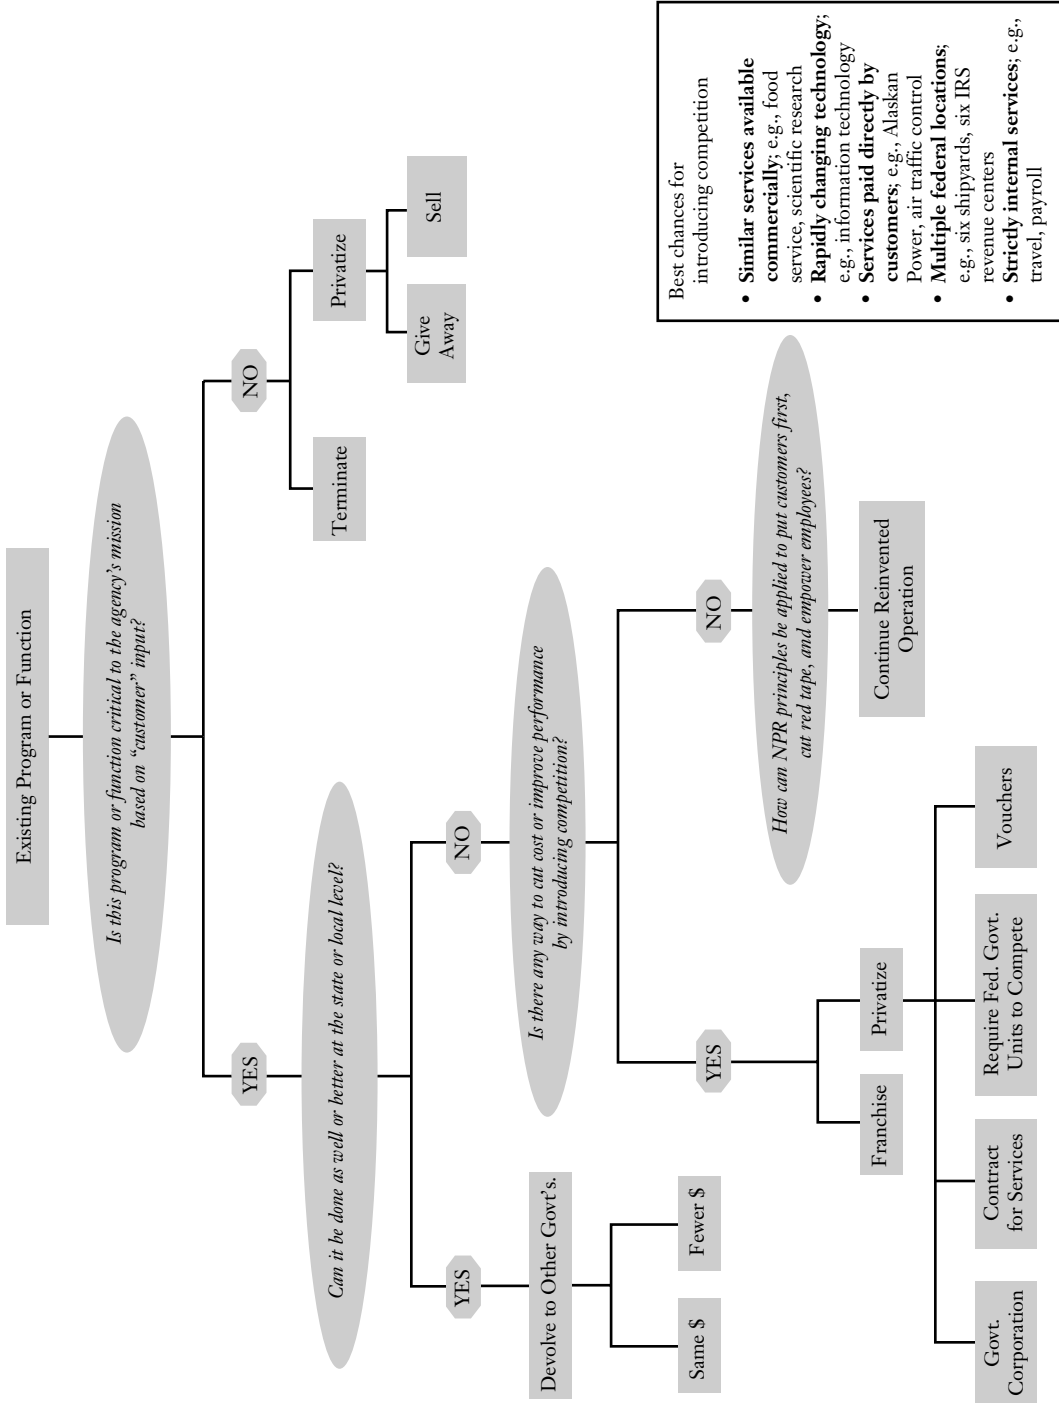 Existing Program or Function
Is this program or function critical to the agency's mission
based on “customer” input?
YES
NO
Can it be done as well or better at the state or local level?
Terminate
Privatize
Give
Away
Sell
YES
NO
Devolve to Other Govt's.
Same $
Fewer $
Is there any way to cut cost or improve performance
by introducing competition?
YES
NO
Franchise
Privatize
Govt.
Corporation
Contract
for Services
Require Fed. Govt.
Units to Compete
Vouchers
How can NPR principles be applied to put customers first,
cut red tape, and empower employees?
Continue Reinvented
Operation
Best chances for
introducing competition
• Similar services available
commercially; e.g., food
service, scientific research
• Rapidly changing technology;
e.g., information technology
• Services paid directly by
customers; e.g., Alaskan
Power, air traffic control
• Multiple federal locations;
e.g., six shipyards, six IRS
revenue centers
• Strictly internal services; e.g.,
travel, payroll